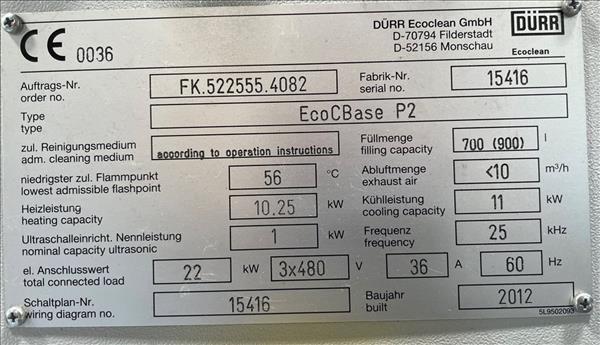 CE 0036
DÜRR Ecoclean GmbH
D-70794 Filderstadt
D-52156 Monschau
DÜRR
Ecoclean
Auftrags-Nr. FK.522555.4082 Fabrik-Nr. 15416
order no. serial no.
Type EcoCBase P2
type
zul. Reinigungsmedium according to operation instructions Füllmenge 700 (900) l
adm. cleaning medium filling capacity
niedrigster zul. Flammpunkt 56 °C Abluftmenge <10 m³/h
lowest admissible flashpoint exhaust air
Heizleistung 10.25 kW Kühlleistung 11 kW
heating capacity cooling capacity
Ultraschalleinricht. Nennleistung 1 kW Frequenz 25 kHz
nominal capacity ultrasonic frequency
el. Anschlusswert 22 kW 3x480 V 36 A 60 Hz
total connected load
Schaltplan-Nr. 15416 Baujahr 2012
wiring diagram no. built
5L9502093